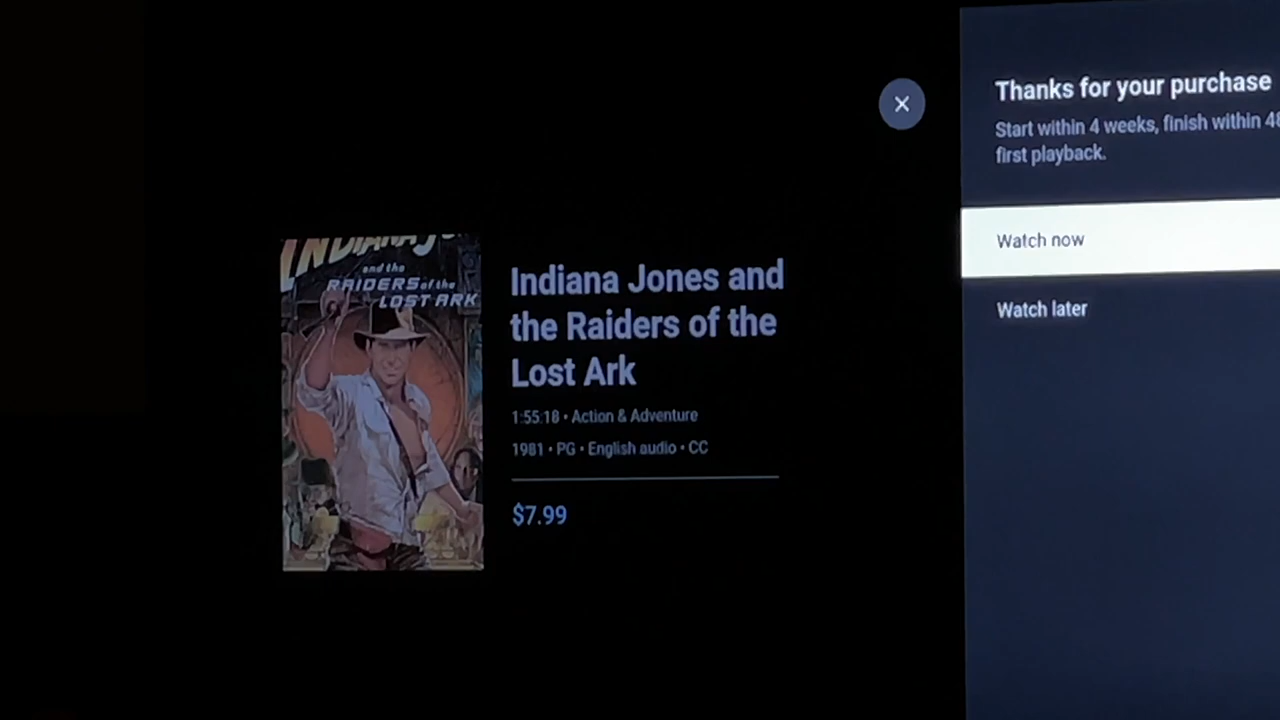 INDIANA
and the
RAIDERS of the
LOST ARK
Indiana Jones and
the Raiders of the
Lost Ark
1:55:18 • Action & Adventure
1981 • PG • English audio • CC
$7.99
Thanks for your purchase
Start within 4 weeks, finish within 48
first playback.
Watch now
Watch later